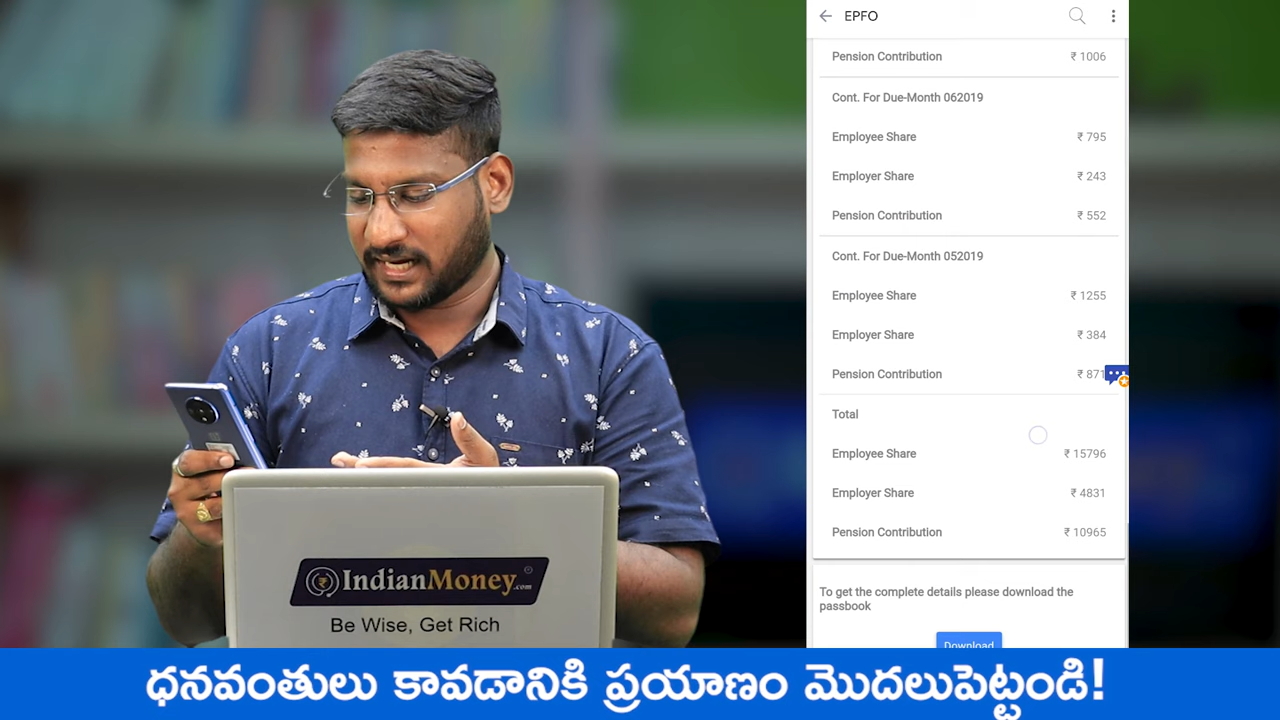 EPFO
Pension Contribution ₹ 1006
Cont. For Due-Month 062019
Employee Share ₹ 795
Employer Share ₹ 243
Pension Contribution ₹ 552
Cont. For Due-Month 052019
Employee Share ₹ 1255
Employer Share ₹ 384
Pension Contribution ₹ 871
Total
Employee Share ₹ 15796
Employer Share ₹ 4831
Pension Contribution ₹ 10965
To get the complete details please download the
passbook
Download
IndianMoney.com
Be Wise, Get Rich
ధనవంతులు కావడానికి ప్రయాణం మొదలుపెట్టండి!